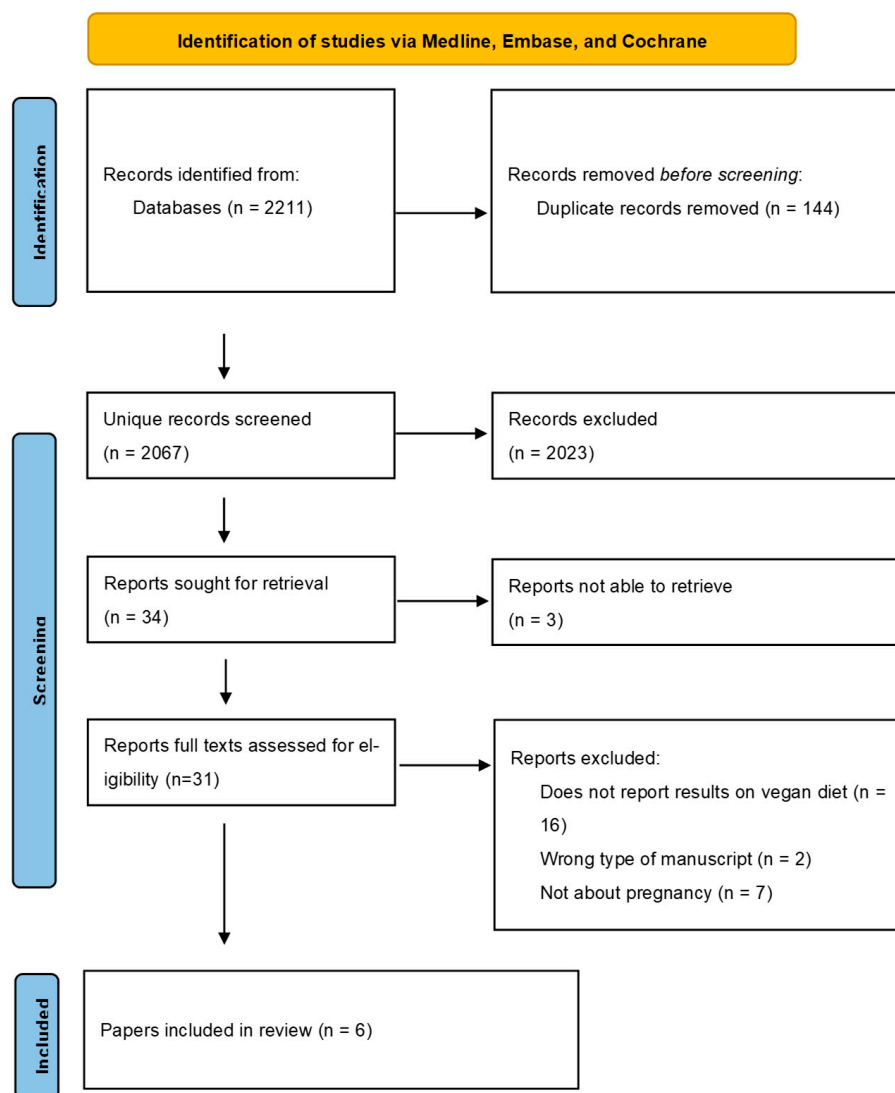 Identification of studies via Medline, Embase, and Cochrane
Identification
Records identified from:
Databases (n = 2211)
Records removed before screening:
Duplicate records removed (n = 144)
Screening
Unique records screened
(n = 2067)
Records excluded
(n = 2023)
Reports sought for retrieval
(n = 34)
Reports not able to retrieve
(n = 3)
Reports full texts assessed for el-
igibility (n=31)
Reports excluded:
Does not report results on vegan diet (n =
16)
Wrong type of manuscript (n = 2)
Not about pregnancy (n = 7)
Included
Papers included in review (n = 6)